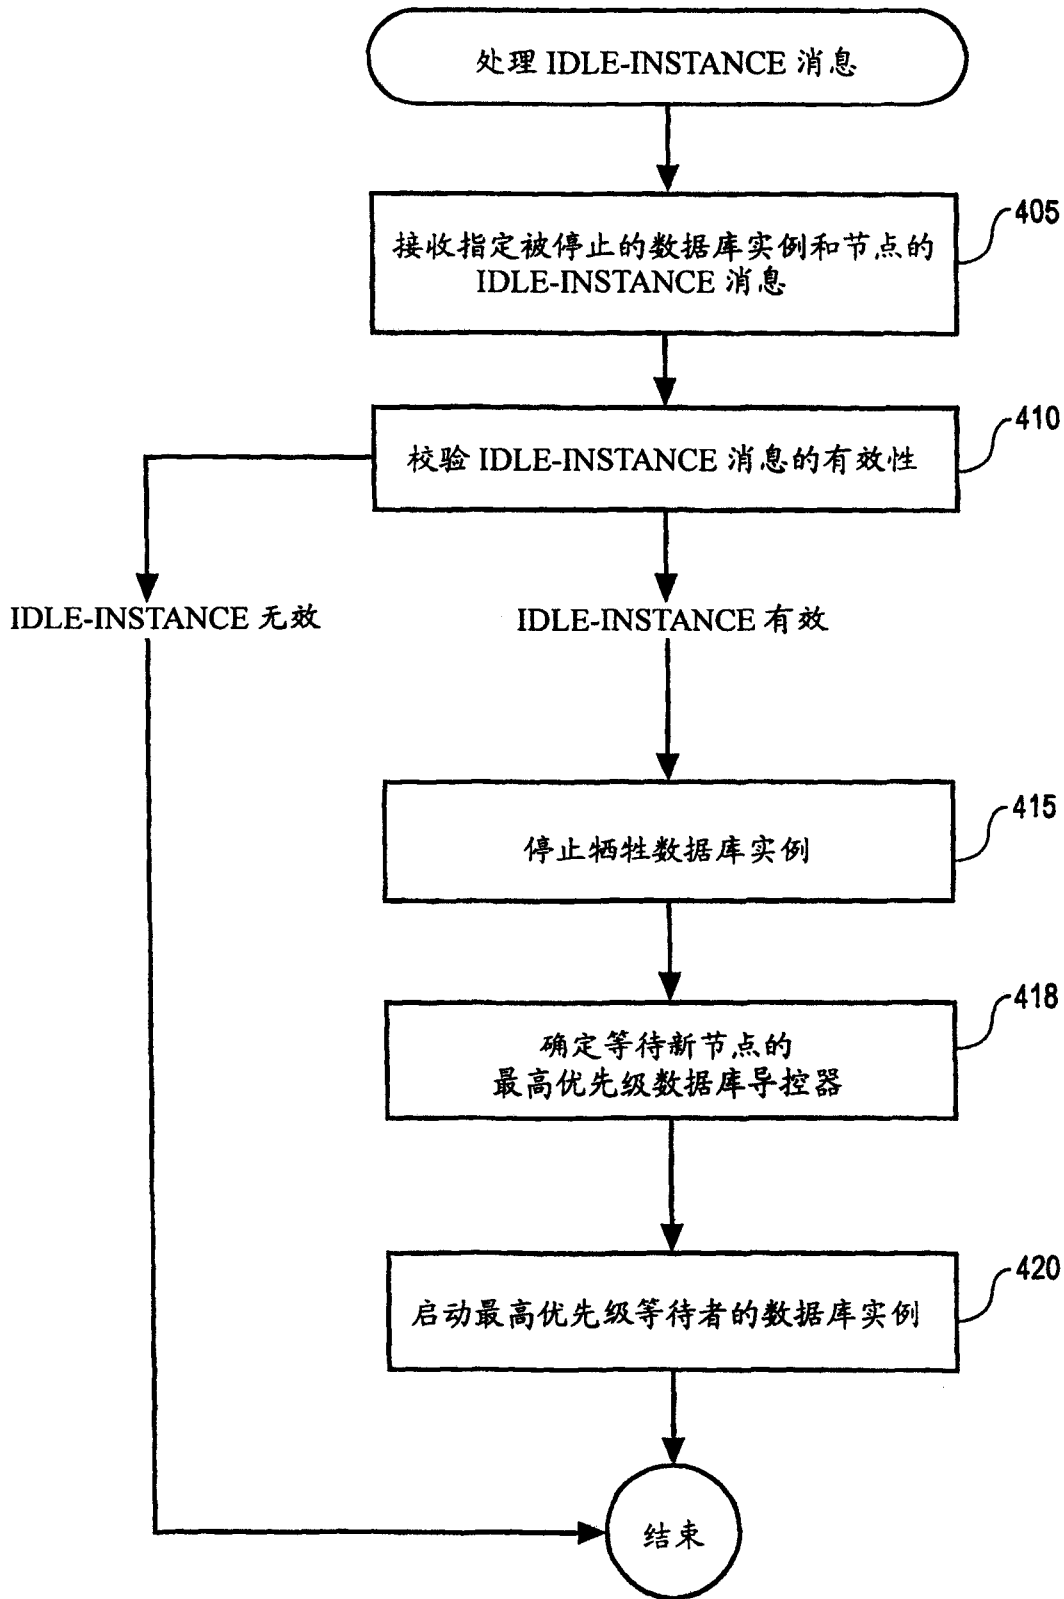 处理 IDLE-INSTANCE 消息
405
接收指定被停止的数据库实例和节点的
IDLE-INSTANCE 消息
410
校验 IDLE-INSTANCE 消息的有效性
IDLE-INSTANCE 无效
IDLE-INSTANCE 有效
415
停止牺牲数据库实例
418
确定等待新节点的
最高优先级数据库导控器
420
启动最高优先级等待者的数据库实例
结束